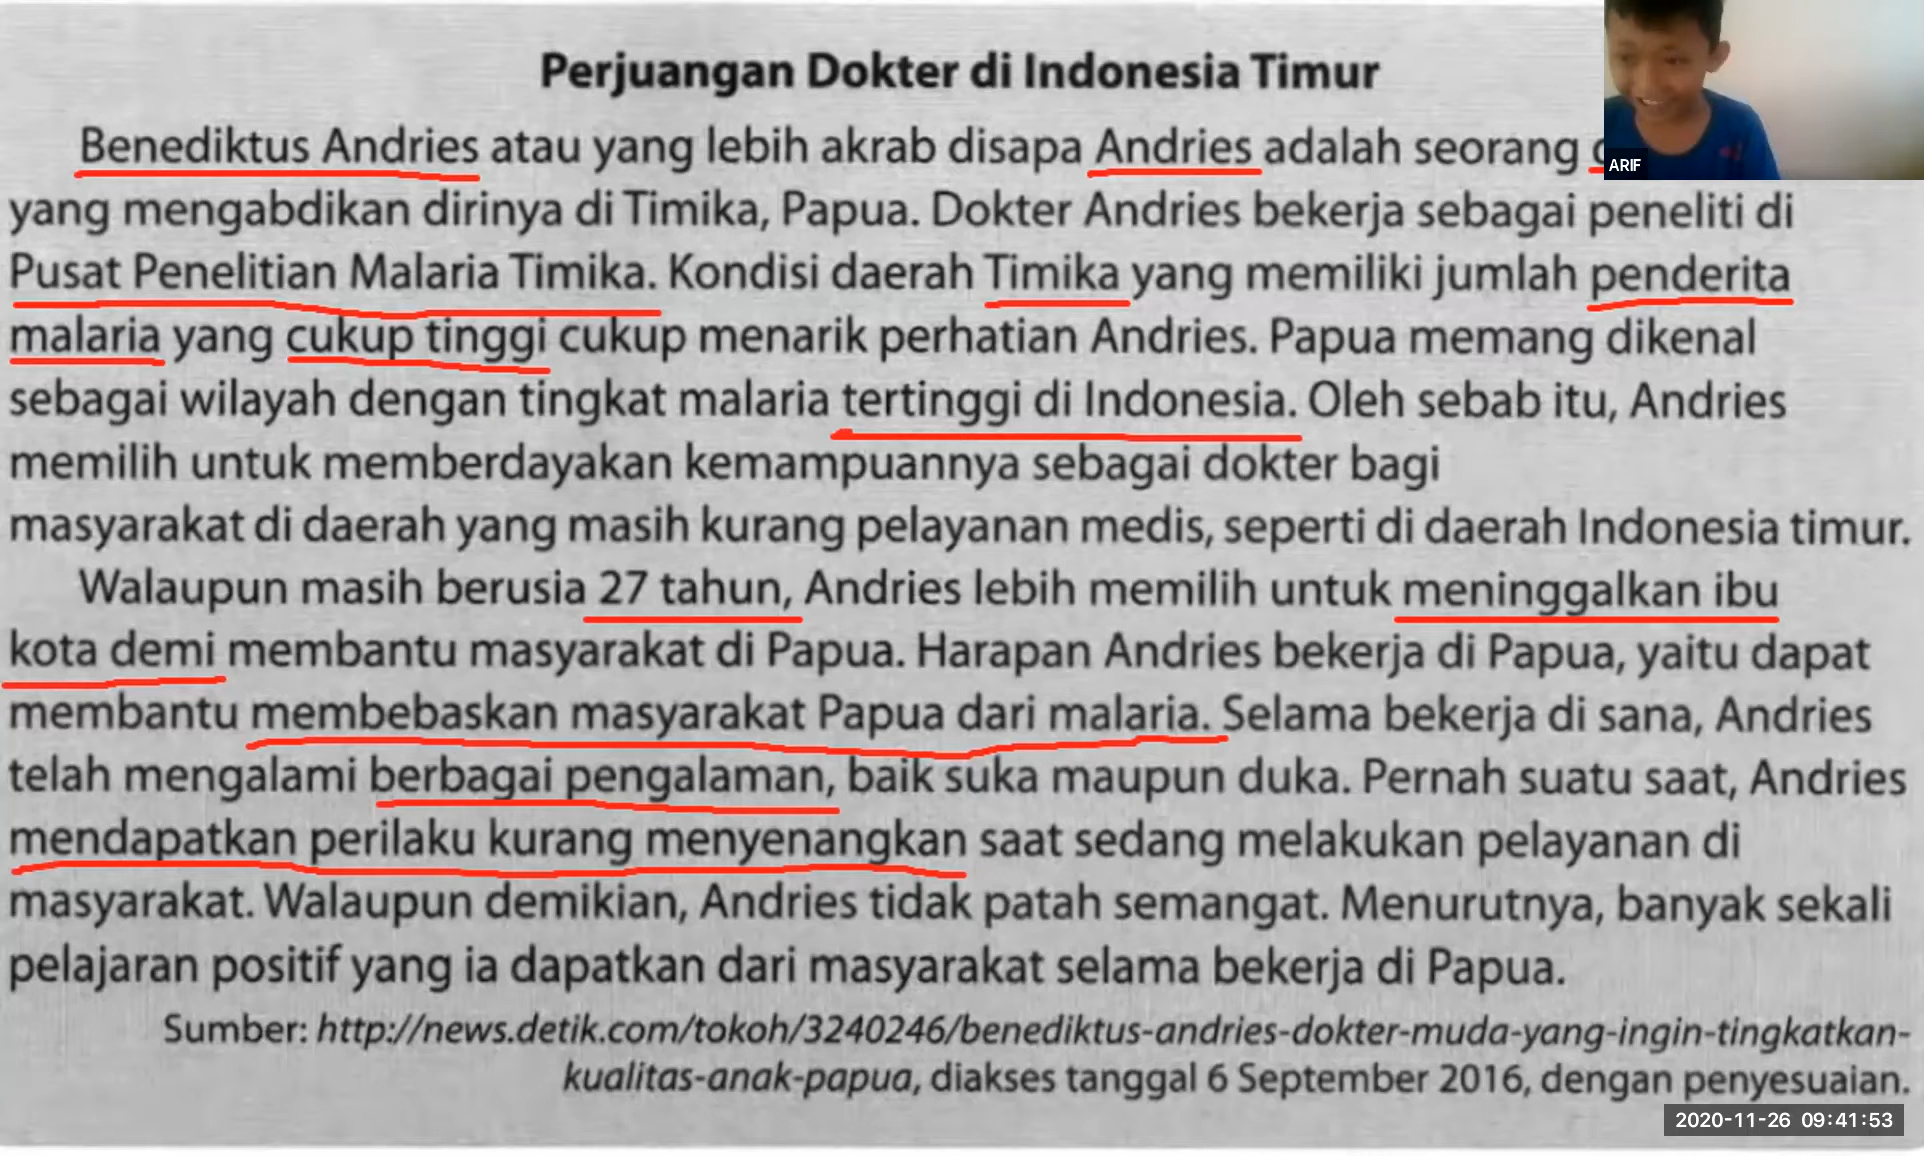 Perjuangan Dokter di Indonesia Timur
Benediktus Andries atau yang lebih akrab disapa Andries adalah seorang
ARIF
yang mengabdikan dirinya di Timika, Papua. Dokter Andries bekerja sebagai peneliti di
Pusat Penelitian Malaria Timika. Kondisi daerah Timika yang memiliki jumlah penderita
malaria yang cukup tinggi cukup menarik perhatian Andries. Papua memang dikenal
sebagai wilayah dengan tingkat malaria tertinggi di Indonesia. Oleh sebab itu, Andries
memilih untuk memberdayakan kemampuannya sebagai dokter bagi
masyarakat di daerah yang masih kurang pelayanan medis, seperti di daerah Indonesia timur.
Walaupun masih berusia 27 tahun, Andries lebih memilih untuk meninggalkan ibu
kota demi membantu masyarakat di Papua. Harapan Andries bekerja di Papua, yaitu dapat
membantu membebaskan masyarakat Papua dari malaria. Selama bekerja di sana, Andries
telah mengalami berbagai pengalaman, baik suka maupun duka. Pernah suatu saat, Andries
mendapatkan perilaku kurang menyenangkan saat sedang melakukan pelayanan di
masyarakat. Walaupun demikian, Andries tidak patah semangat. Menurutnya, banyak sekali
pelajaran positif yang ia dapatkan dari masyarakat selama bekerja di Papua.
Sumber: http://news.detik.com/tokoh/3240246/benediktus-andries-dokter-muda-yang-ingin-tingkatkan-
kualitas-anak-papua, diakses tanggal 6 September 2016, dengan penyesuaian.
2020-11-26 09:41:53